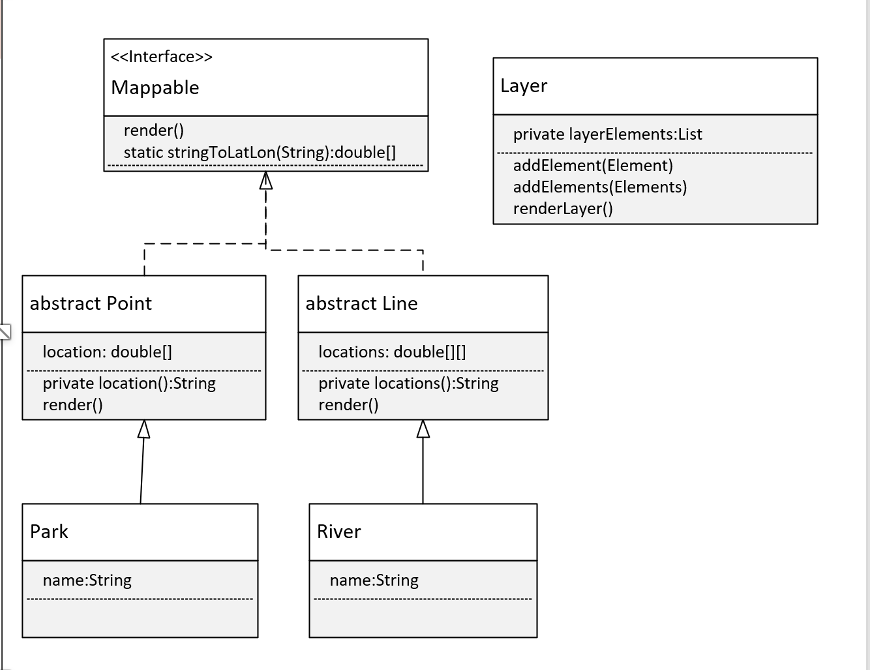 <<Interface>>
Mappable
render()
static stringToLatLon(String):double[]
Layer
private layerElements:List
addElement(Element)
addElements(Elements)
renderLayer()
abstract Point
location: double[]
private location():String
render()
abstract Line
locations: double[][]
private locations():String
render()
Park
name:String
River
name:String